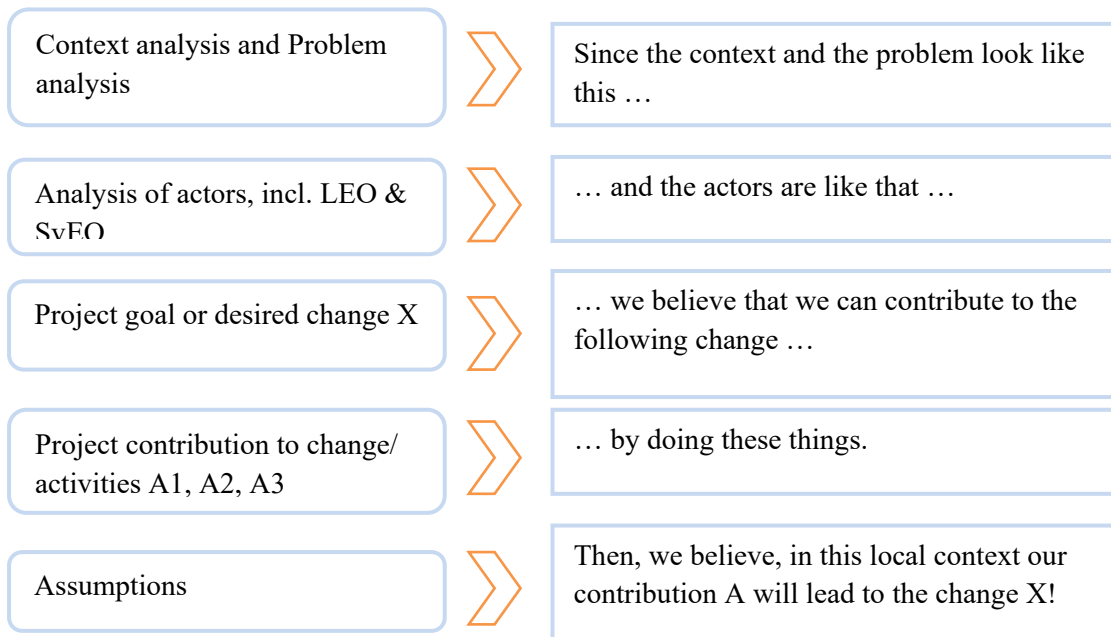 Context analysis and Problem
analysis
Since the context and the problem look like
this …
Analysis of actors, incl. LEO &
SvEO
… and the actors are like that …
Project goal or desired change X
… we believe that we can contribute to the
following change …
Project contribution to change/
activities A1, A2, A3
… by doing these things.
Assumptions
Then, we believe, in this local context our
contribution A will lead to the change X!